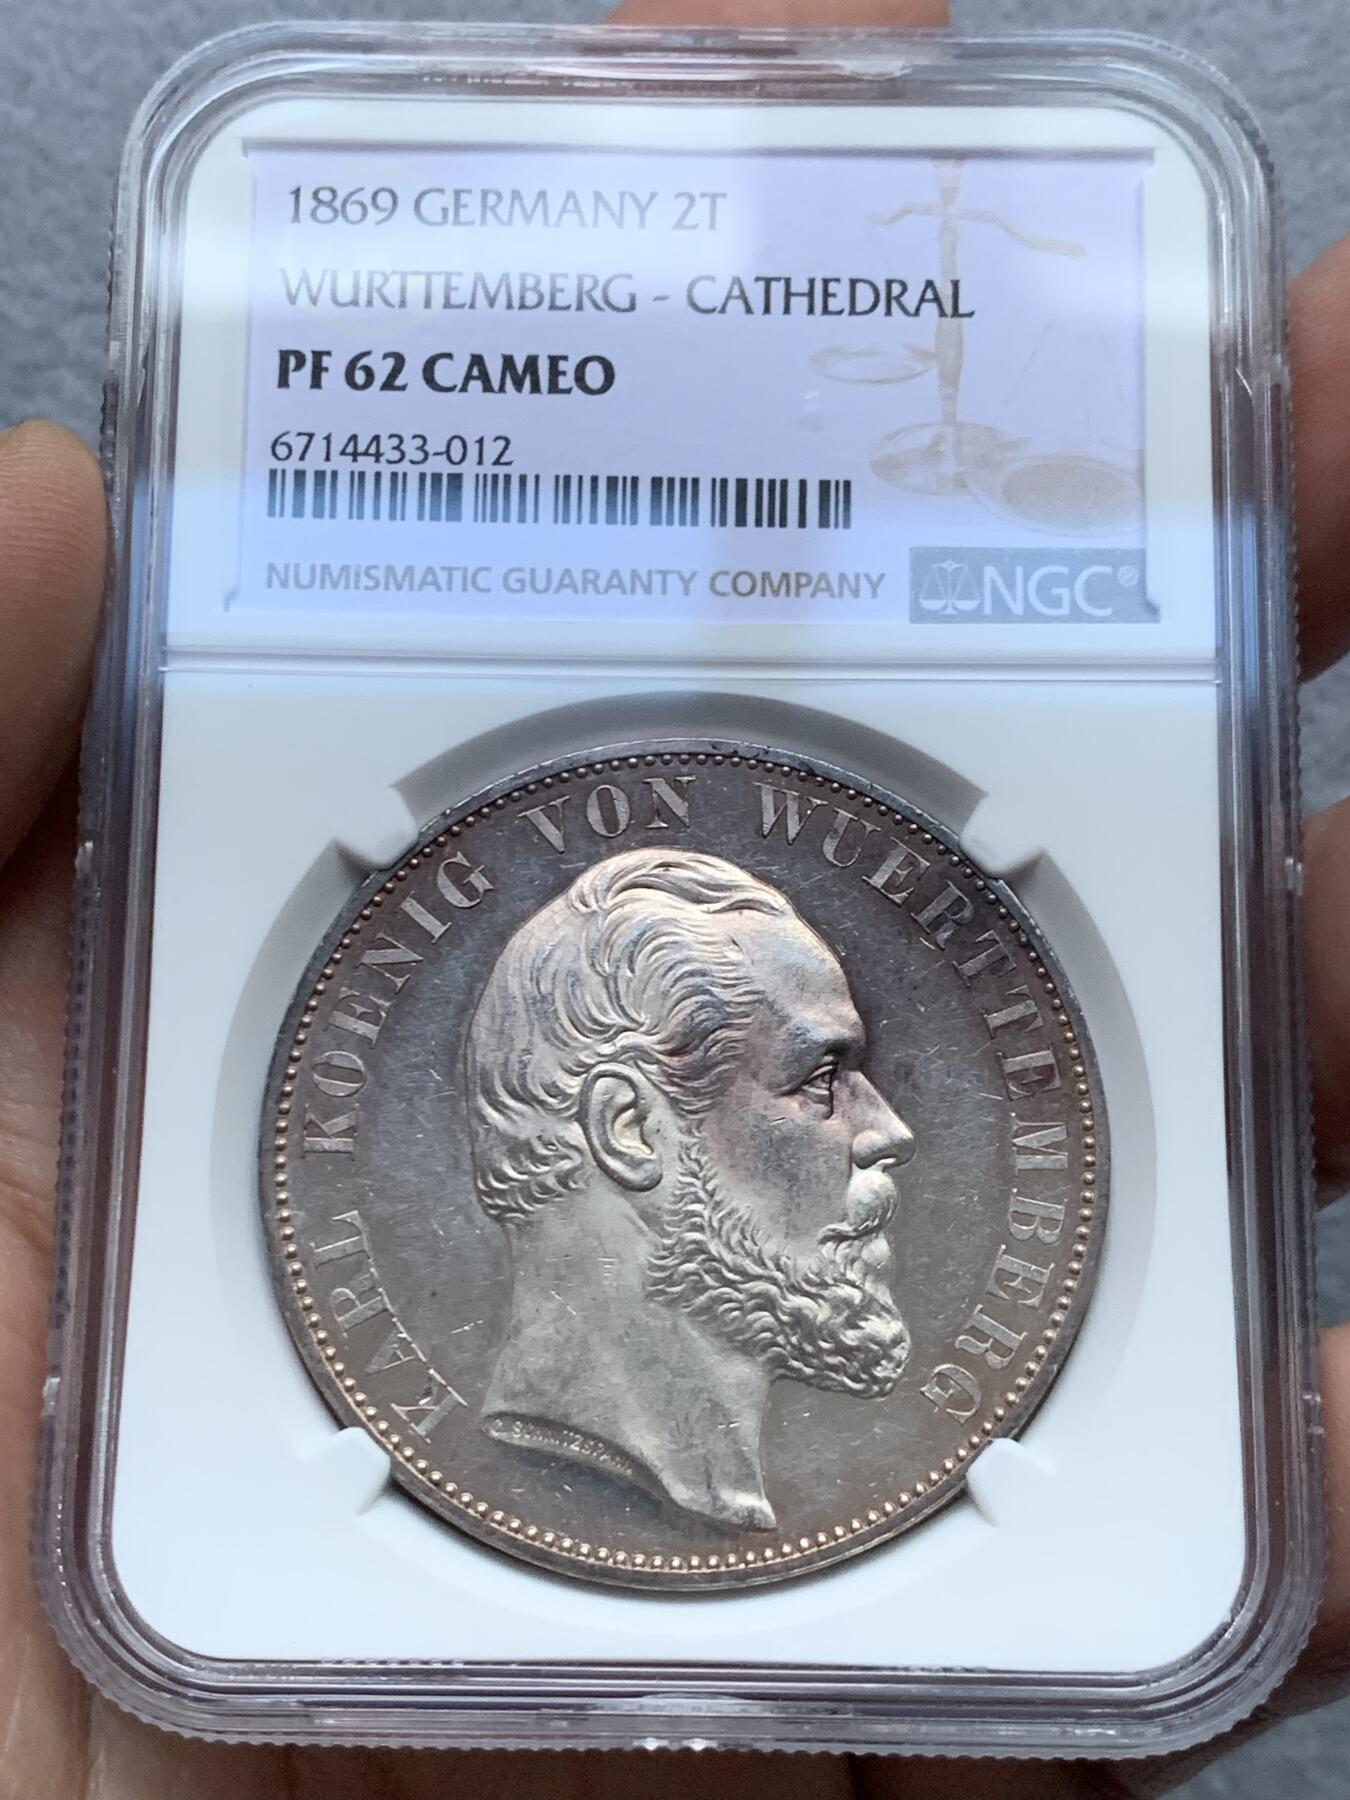 1869 GERMANY 2T
WURTTEMBERG - CATHEDRAL
PF 62 CAMEO
6714433-012
NUMISMATIC GUARANTY COMPANY
NGC®
KARL KOENIG VON WUERTTEMBERG